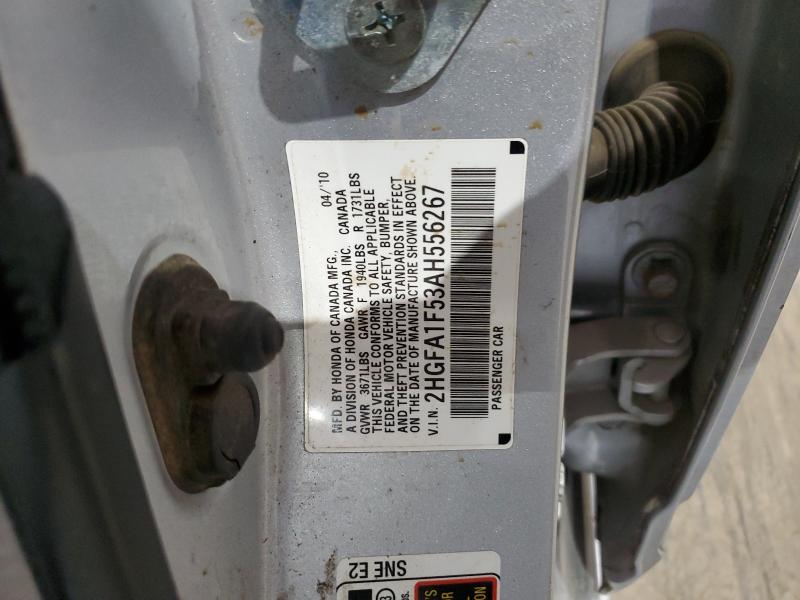 MFD. BY HONDA OF CANADA MFG., 04/'10
A DIVISION OF HONDA CANADA INC. CANADA
GVWR 3671LBS GAWR F 1940LBS R 1731LBS
THIS VEHICLE CONFORMS TO ALL APPLICABLE
FEDERAL MOTOR VEHICLE SAFETY, BUMPER,
AND THEFT PREVENTION STANDARDS IN EFFECT
ON THE DATE OF MANUFACTURE SHOWN ABOVE.
V.I.N. 2HGFA1F53AH556267
PASSENGER CAR
SNE E2